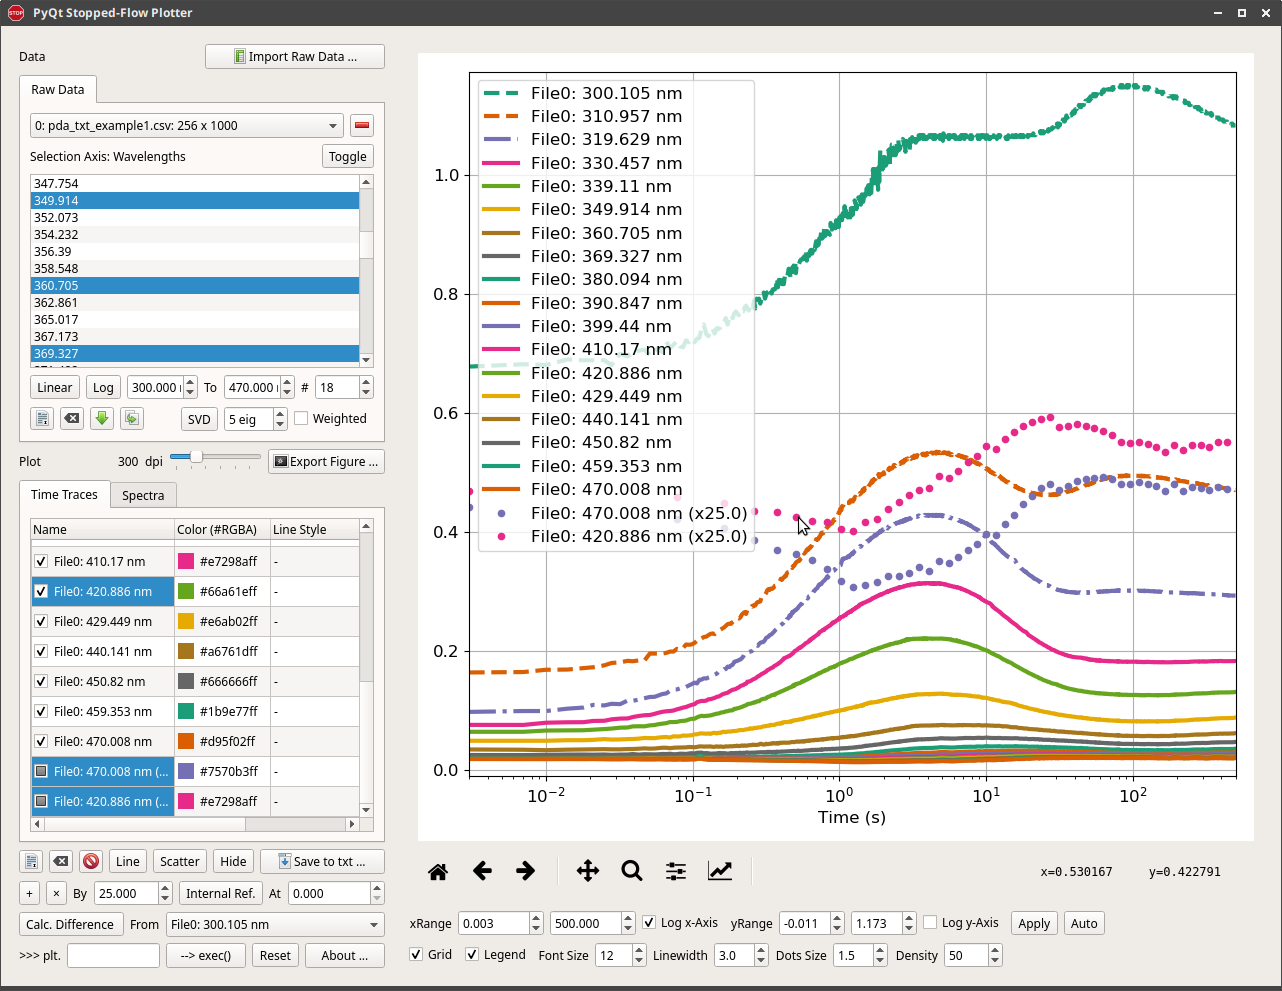 STOP PyQt Stopped-Flow Plotter
Data
Import Raw Data ...
Raw Data
0: pda_txt_example1.csv: 256 x 1000
Selection Axis: Wavelengths
Toggle
347.754
349.914
352.073
354.232
356.39
358.548
360.705
362.861
365.017
367.173
369.327
Linear
Log
300.000
To
470.000
#
18
SVD
5 eig
Weighted
Plot
300 dpi
Export Figure ...
Time Traces
Spectra
Name
Color (#RGBA)
Line Style
File0: 410.17 nm #e7298aff -
File0: 420.886 nm #66a61eff -
File0: 429.449 nm #e6ab02ff -
File0: 440.141 nm #a6761dff -
File0: 450.82 nm #666666ff -
File0: 459.353 nm #1b9e77ff -
File0: 470.008 nm #d95f02ff -
File0: 470.008 nm (... #7570b3ff -
File0: 420.886 nm (... #e7298aff -
Line
Scatter
Hide
Save to txt ...
+
×
By
25.000
Internal Ref.
At
0.000
Calc. Difference
From
File0: 300.105 nm
>>> plt.
--> exec()
Reset
About ...
File0: 300.105 nm
File0: 310.957 nm
File0: 319.629 nm
File0: 330.457 nm
File0: 339.11 nm
File0: 349.914 nm
File0: 360.705 nm
File0: 369.327 nm
File0: 380.094 nm
File0: 390.847 nm
File0: 399.44 nm
File0: 410.17 nm
File0: 420.886 nm
File0: 429.449 nm
File0: 440.141 nm
File0: 450.82 nm
File0: 459.353 nm
File0: 470.008 nm
File0: 470.008 nm (x25.0)
File0: 420.886 nm (x25.0)
1.0
0.8
0.6
0.4
0.2
0.0
10⁻² 10⁻¹ 10⁰ 10¹ 10²
Time (s)
x=0.530167 y=0.422791
xRange
0.003
500.000
Log x-Axis
yRange
-0.011
1.173
Log y-Axis
Apply
Auto
Grid
Legend
Font Size
12
Linewidth
3.0
Dots Size
1.5
Density
50